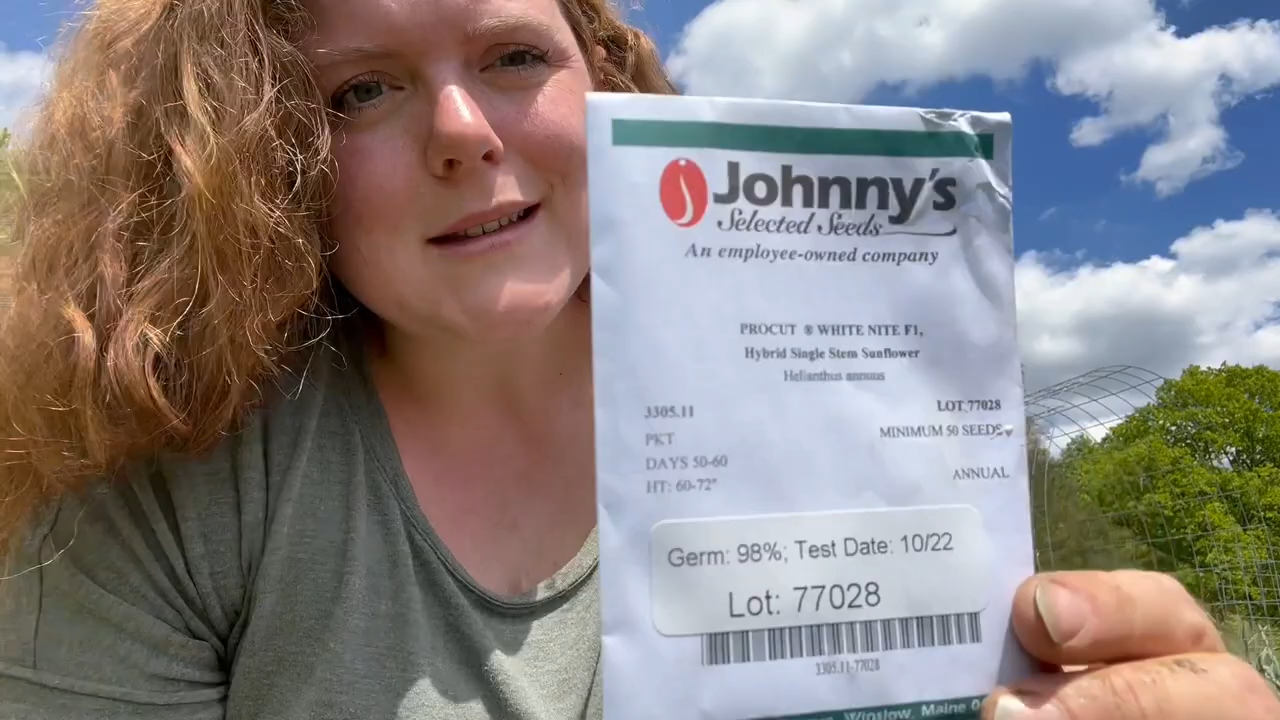 Johnny's
Selected Seeds
An employee-owned company
PROCUT ® WHITE NITE F1,
Hybrid Single Stem Sunflower
Helianthus annuus
3305.11 LOT 77028
PKT MINIMUM 50 SEEDS
DAYS 50-60 ANNUAL
HT: 60-72"
Germ: 98%; Test Date: 10/22
Lot: 77028
3305.11-77028
Winslow, Maine